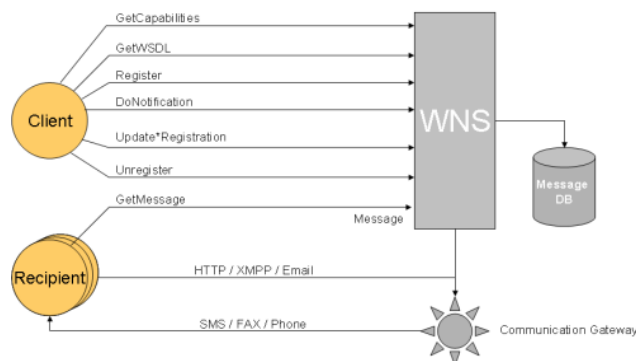 GetCapabilities
GetWSDL
Register
DoNotification
Client
WNS
Update*Registration
Unregister
Message
DB
GetMessage
Message
Recipient
HTTP / XMPP / Email
SMS / FAX / Phone
Communication Gateway